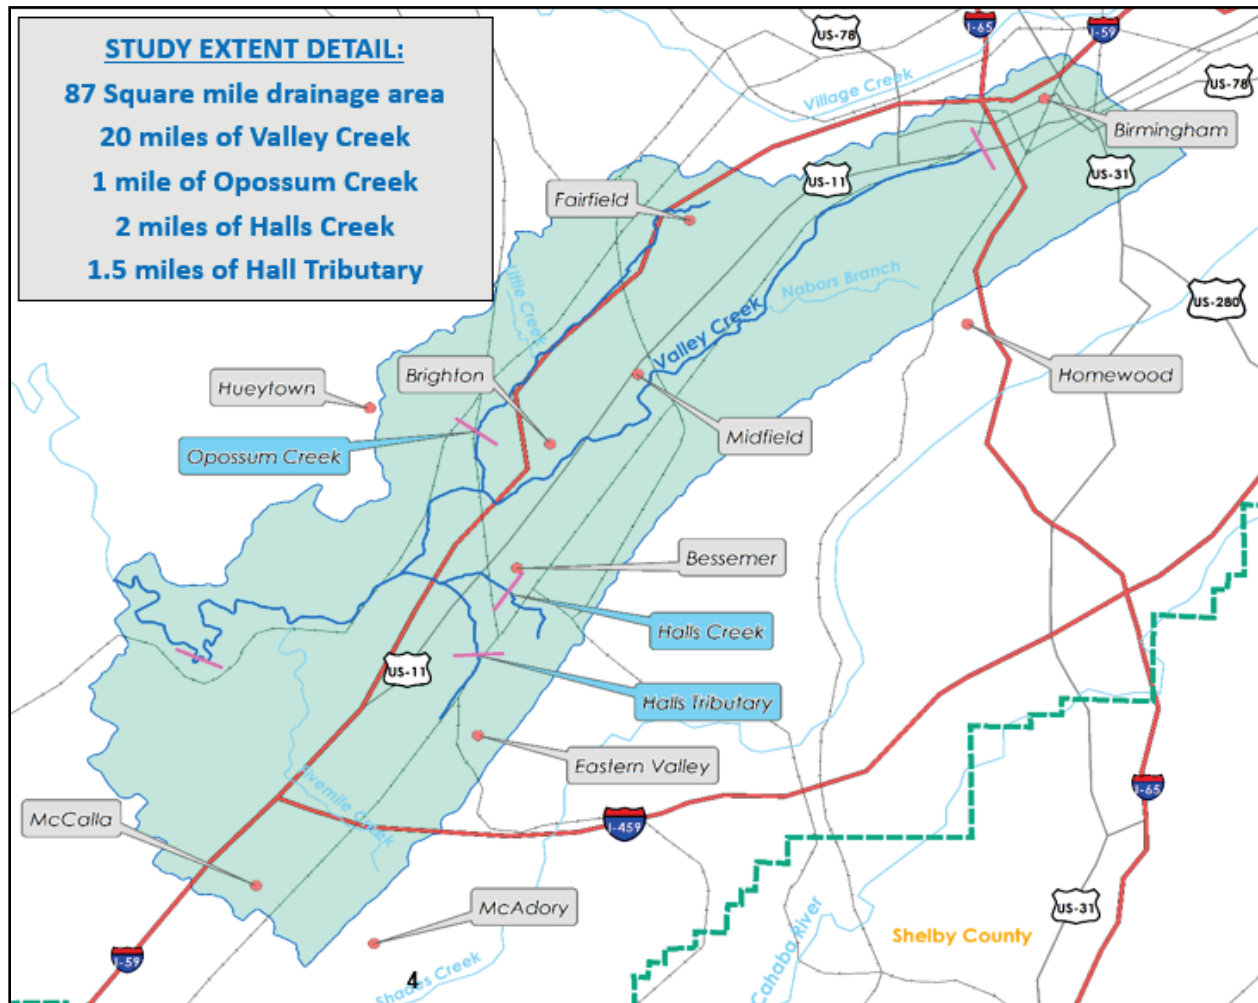 STUDY EXTENT DETAIL:
87 Square mile drainage area
20 miles of Valley Creek
1 mile of Opossum Creek
2 miles of Halls Creek
1.5 miles of Hall Tributary
US-78
I-65
I-59
US-78
Village Creek
Birmingham
US-11
US-31
Fairfield
Little Creek
Nabors Branch
US-280
Valley Creek
Hueytown
Brighton
Homewood
Midfield
Opossum Creek
Bessemer
Halls Creek
US-11
Halls Tributary
Eastern Valley
Fivemile Creek
I-65
McCalla
I-459
McAdory
US-31
Cahaba River
Shelby County
I-59
4
Shades Creek